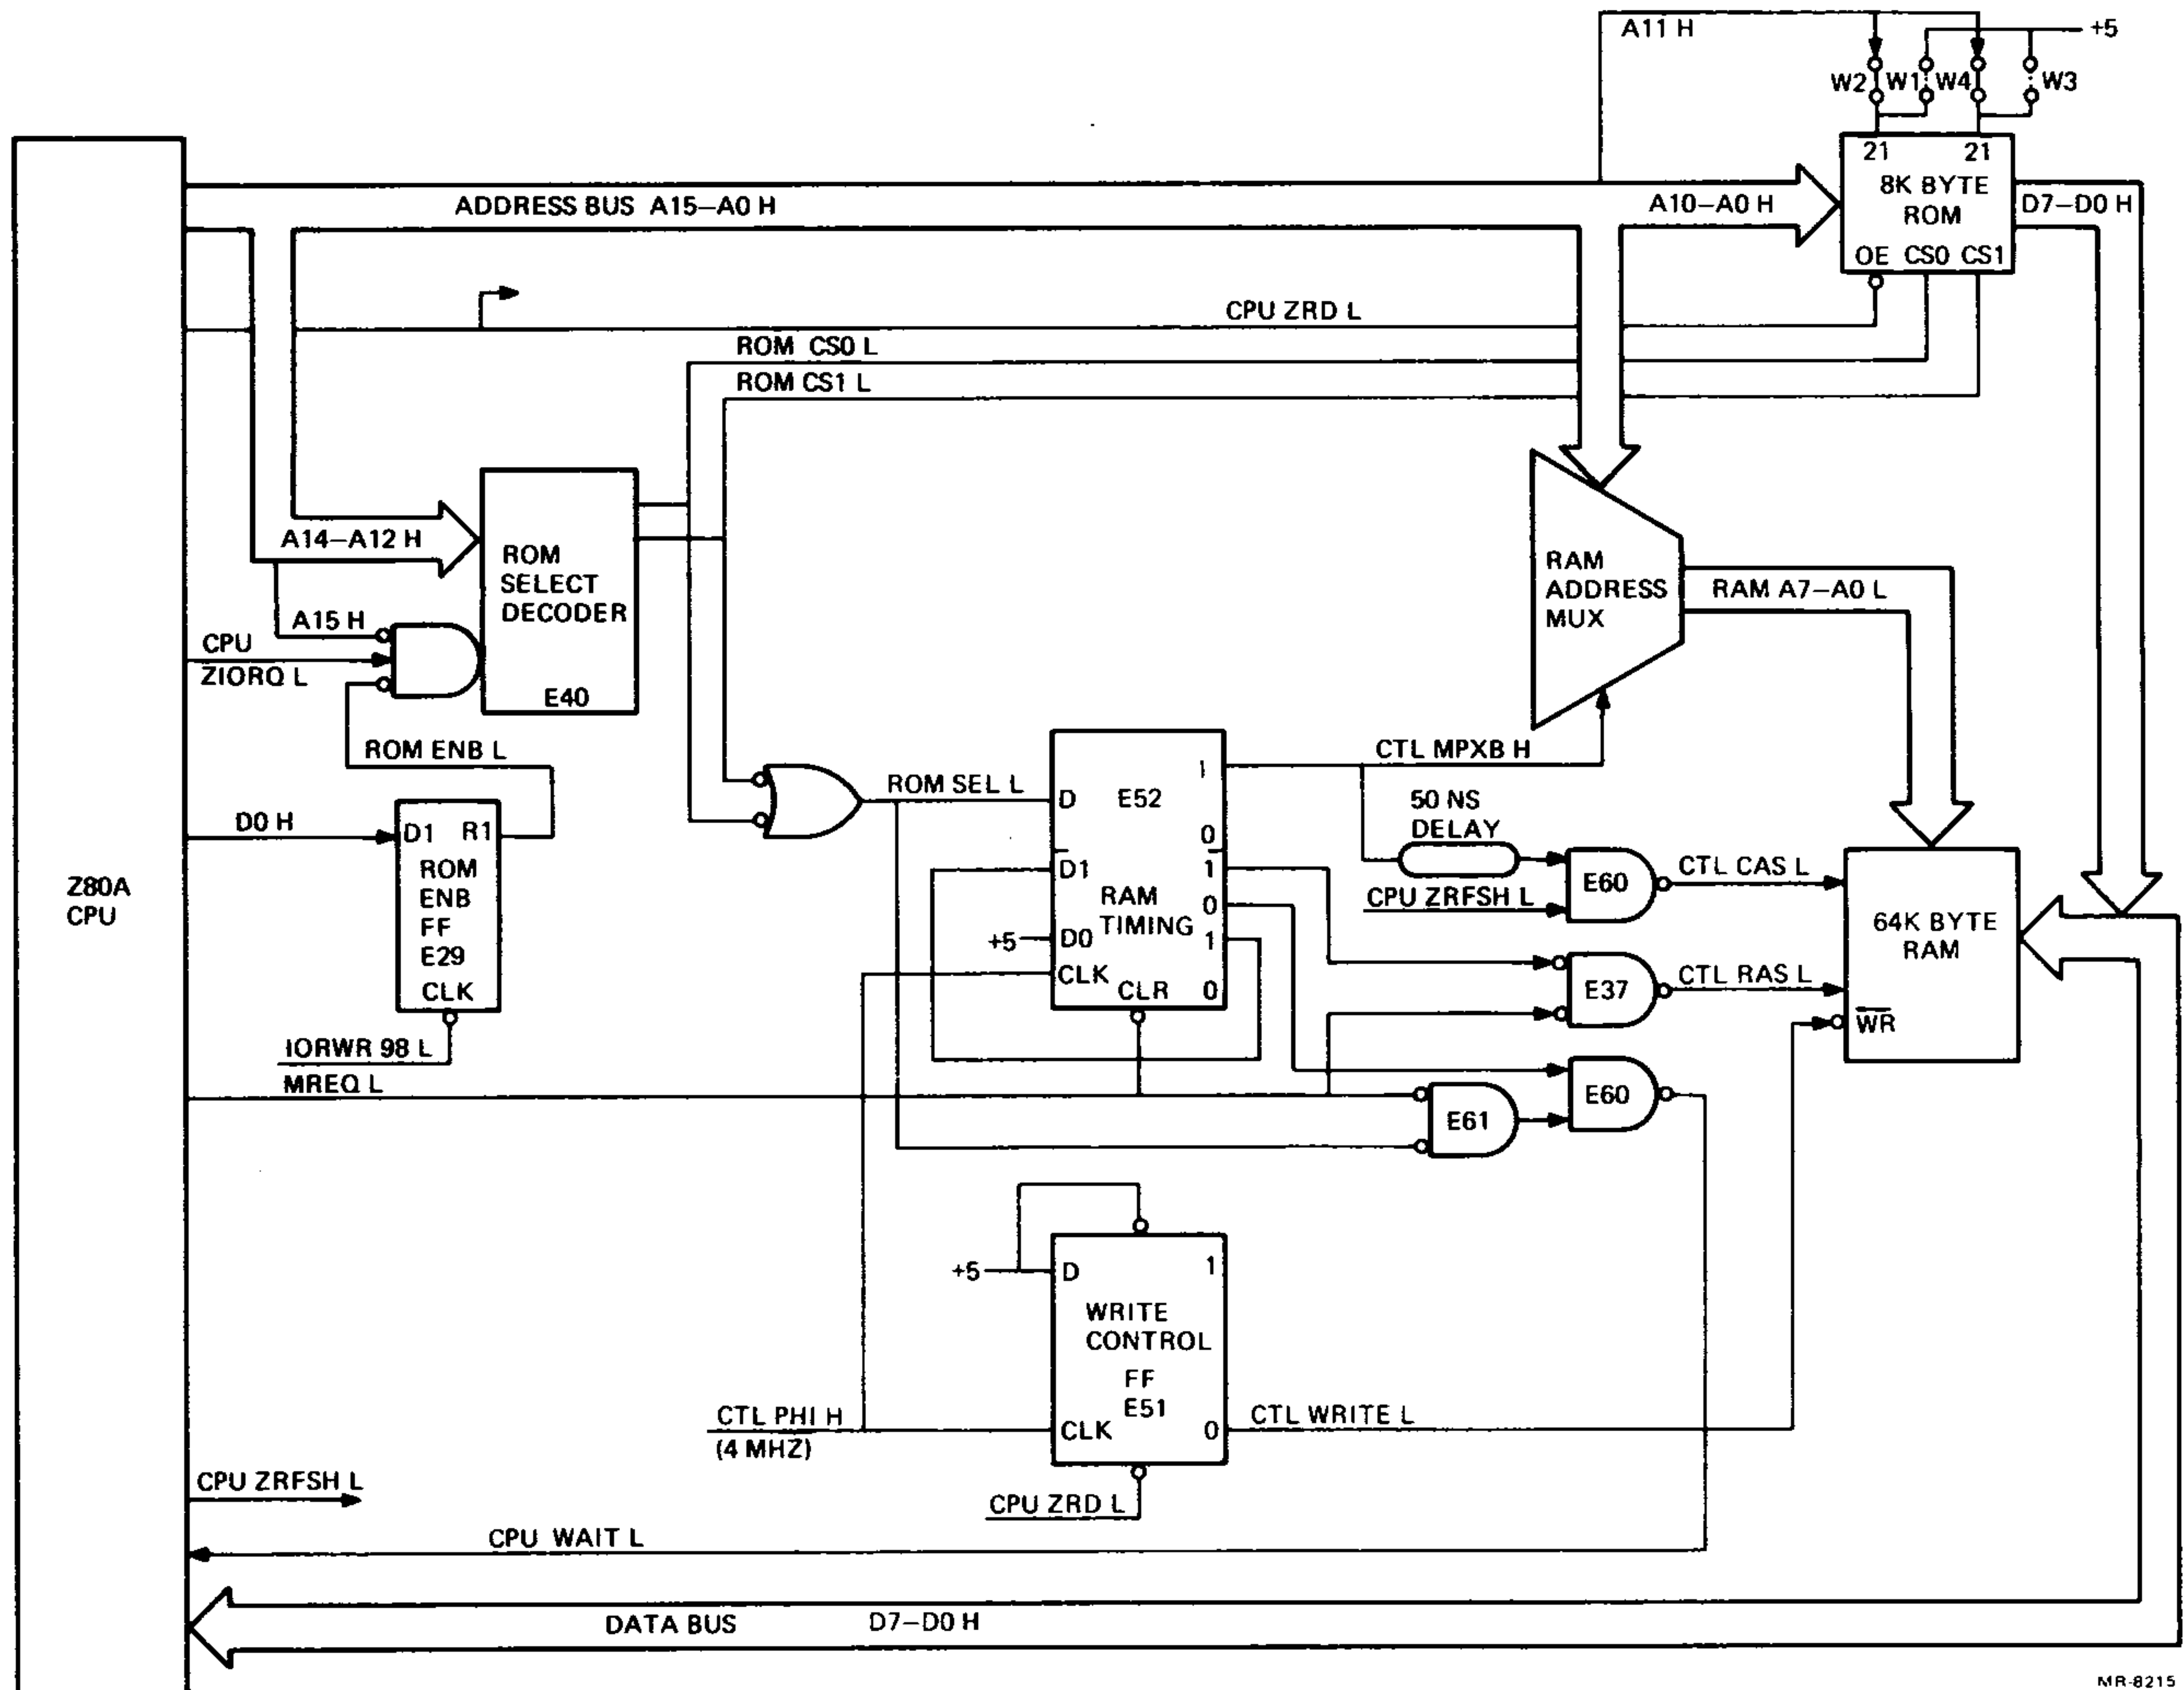 A11 H
+5
W2
W1
W4
W3
21
21
8K BYTE
ROM
OE CS0 CS1
ADDRESS BUS A15–A0 H
A10–A0 H
D7–D0 H
CPU ZRD L
ROM CS0 L
ROM CS1 L
A14–A12 H
ROM
SELECT
DECODER
E40
A15 H
CPU
ZIORQ L
RAM
ADDRESS
MUX
RAM A7–A0 L
ROM ENB L
D0 H
D1 R1
ROM
ENB
FF
E29
CLK
IORWR 98 L
MREQ L
Z80A
CPU
ROM SEL L
D E52 1
0
D1 1
RAM
TIMING
0
+5
D0 1
CLK
CLR 0
CTL MPXB H
50 NS
DELAY
CPU ZRFSH L
E60
CTL CAS L
E37
CTL RAS L
E61
E60
64K BYTE
RAM
WR
+5
D 1
WRITE
CONTROL
FF
E51
CLK 0
CTL PHI H
(4 MHZ)
CTL WRITE L
CPU ZRD L
CPU ZRFSH L
CPU WAIT L
DATA BUS D7–D0 H
MR-8215